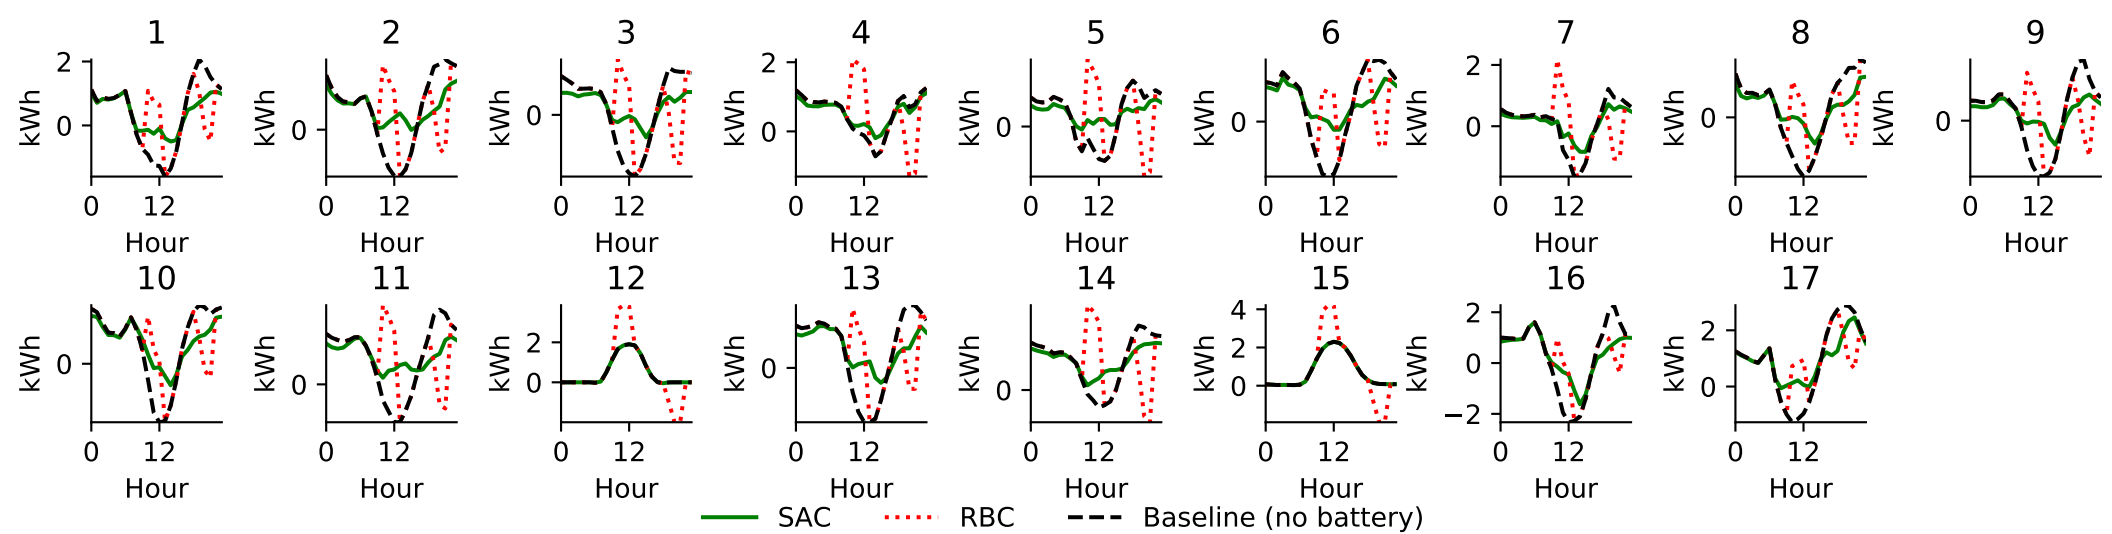 1 2 3 4 5 6 7 8 9
kWh 2 0 kWh 0 kWh 0 kWh 2 0 kWh 0 kWh 0 kWh 2 0 kWh 0 kWh 0
0 12 0 12 0 12 0 12 0 12 0 12 0 12 0 12 0 12
Hour Hour Hour Hour Hour Hour Hour Hour Hour
10 11 12 13 14 15 16 17
kWh 0 kWh 0 kWh 2 0 kWh 0 kWh 0 kWh 4 2 0 kWh 2 0 −2 kWh 2 0
0 12 0 12 0 12 0 12 0 12 0 12 0 12 0 12
Hour Hour Hour Hour Hour Hour Hour Hour
SAC RBC Baseline (no battery)